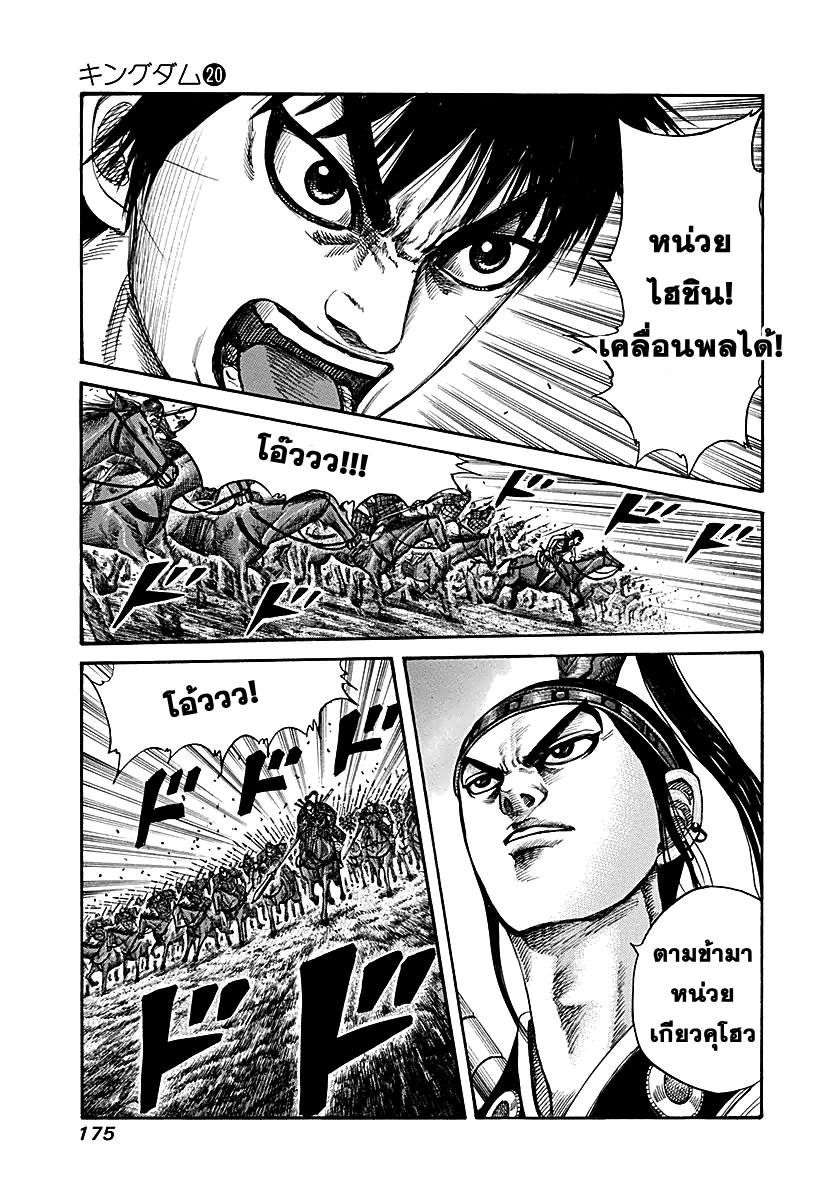 キングダム20
หน่วย
ไฮชิน!
เคลื่อนพลได้!
โอ๊ววว!!!
ド
ド
ド
ド
ド
ตามข้ามา
หน่วย
เกียวคุโฮว
โอ้ววว!
ド
ド
ド
ド
ド
175